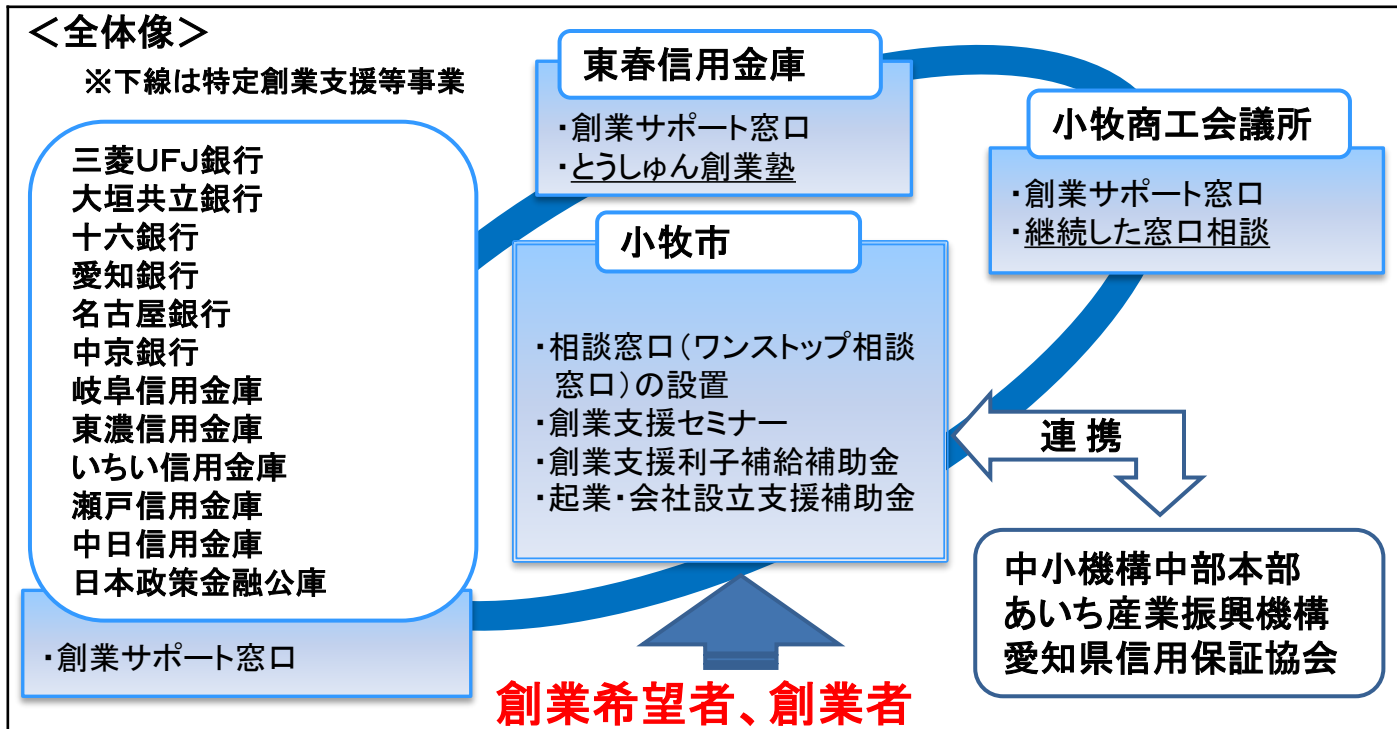 ＜全体像＞
※下線は特定創業支援等事業
三菱ＵＦＪ銀行
大垣共立銀行
十六銀行
愛知銀行
名古屋銀行
中京銀行
岐阜信用金庫
東濃信用金庫
いちい信用金庫
瀬戸信用金庫
中日信用金庫
日本政策金融公庫
・創業サポート窓口
東春信用金庫
・創業サポート窓口
・とうしゅん創業塾
小牧商工会議所
・創業サポート窓口
・継続した窓口相談
小牧市
・相談窓口（ワンストップ相談
窓口）の設置
・創業支援セミナー
・創業支援利子補給補助金
・起業・会社設立支援補助金
連 携
中小機構中部本部
あいち産業振興機構
愛知県信用保証協会
創業希望者、創業者